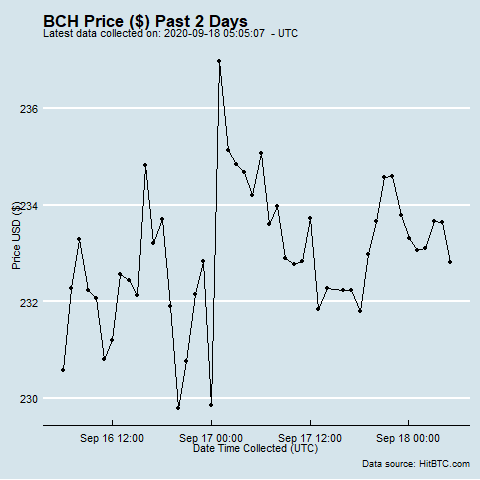 BCH Price ($) Past 2 Days
Latest data collected on: 2020-09-18 05:05:07  - UTC
236
234
232
230
Price USD ($)
Sep 16 12:00
Sep 17 00:00
Sep 17 12:00
Sep 18 00:00
Date Time Collected (UTC)
Data source: HitBTC.com